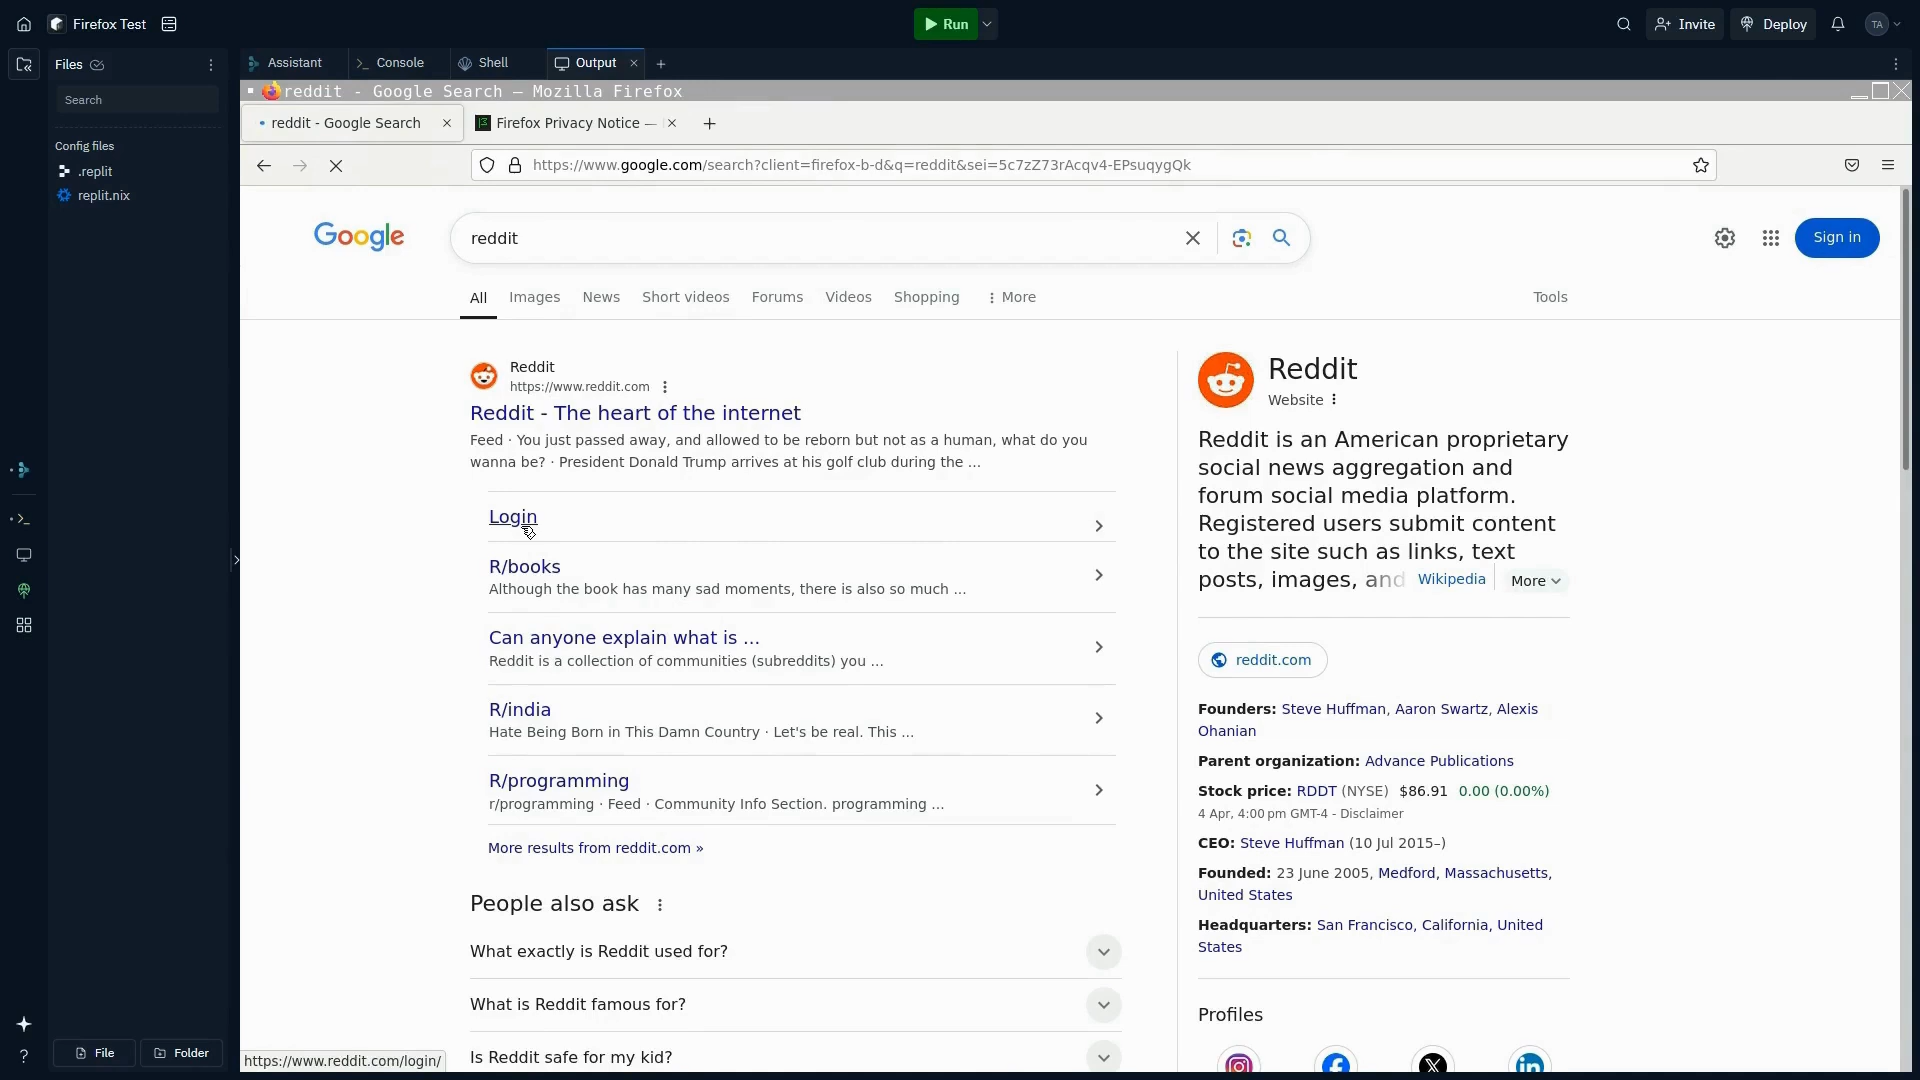 Firefox Test
Run
Invite
Deploy
TA
Files
Assistant
Console
Shell
Output
Search
Config files
.replit
replit.nix
File
Folder
reddit - Google Search — Mozilla Firefox
reddit - Google Search
Firefox Privacy Notice —
https://www.google.com/search?client=firefox-b-d&q=reddit&sei=5c7zZ73rAcqv4-EPsuqygQk
Google
reddit
Sign in
All
Images
News
Short videos
Forums
Videos
Shopping
More
Tools
Reddit
https://www.reddit.com
Reddit - The heart of the internet
Feed · You just passed away, and allowed to be reborn but not as a human, what do you
wanna be? · President Donald Trump arrives at his golf club during the ...
Login
R/books
Although the book has many sad moments, there is also so much ...
Can anyone explain what is ...
Reddit is a collection of communities (subreddits) you ...
R/india
Hate Being Born in This Damn Country · Let's be real. This ...
R/programming
r/programming · Feed · Community Info Section. programming ...
More results from reddit.com »
People also ask
What exactly is Reddit used for?
What is Reddit famous for?
Is Reddit safe for my kid?
https://www.reddit.com/login/
Reddit
Website
Reddit is an American proprietary
social news aggregation and
forum social media platform.
Registered users submit content
to the site such as links, text
posts, images, and Wikipedia More
reddit.com
Founders: Steve Huffman, Aaron Swartz, Alexis
Ohanian
Parent organization: Advance Publications
Stock price: RDDT (NYSE) $86.91 0.00 (0.00%)
4 Apr, 4:00 pm GMT-4 - Disclaimer
CEO: Steve Huffman (10 Jul 2015–)
Founded: 23 June 2005, Medford, Massachusetts,
United States
Headquarters: San Francisco, California, United
States
Profiles